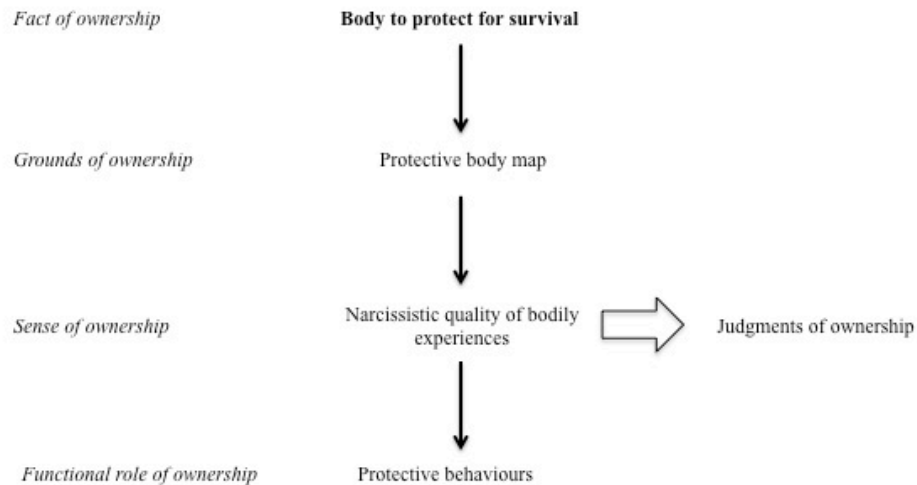 Fact of ownership
Body to protect for survival
Grounds of ownership
Protective body map
Sense of ownership
Narcissistic quality of bodily
experiences
Judgments of ownership
Functional role of ownership
Protective behaviours